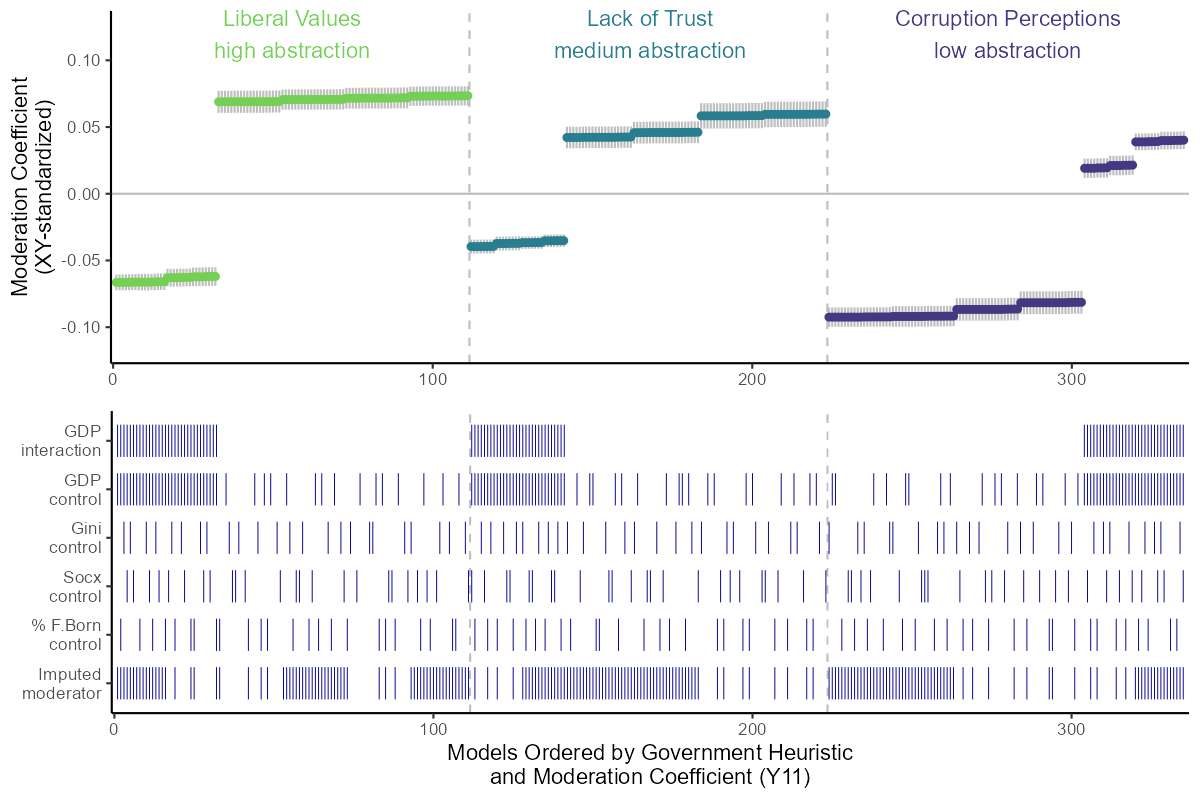 Liberal Values
high abstraction
Lack of Trust
medium abstraction
Corruption Perceptions
low abstraction
Moderation Coefficient
(XY-standardized)
0.10
0.05
0.00
-0.05
-0.10
0
100
200
300
GDP
interaction
GDP
control
Gini
control
Socx
control
% F.Born
control
Imputed
moderator
0
100
200
300
Models Ordered by Government Heuristic
and Moderation Coefficient (Y11)